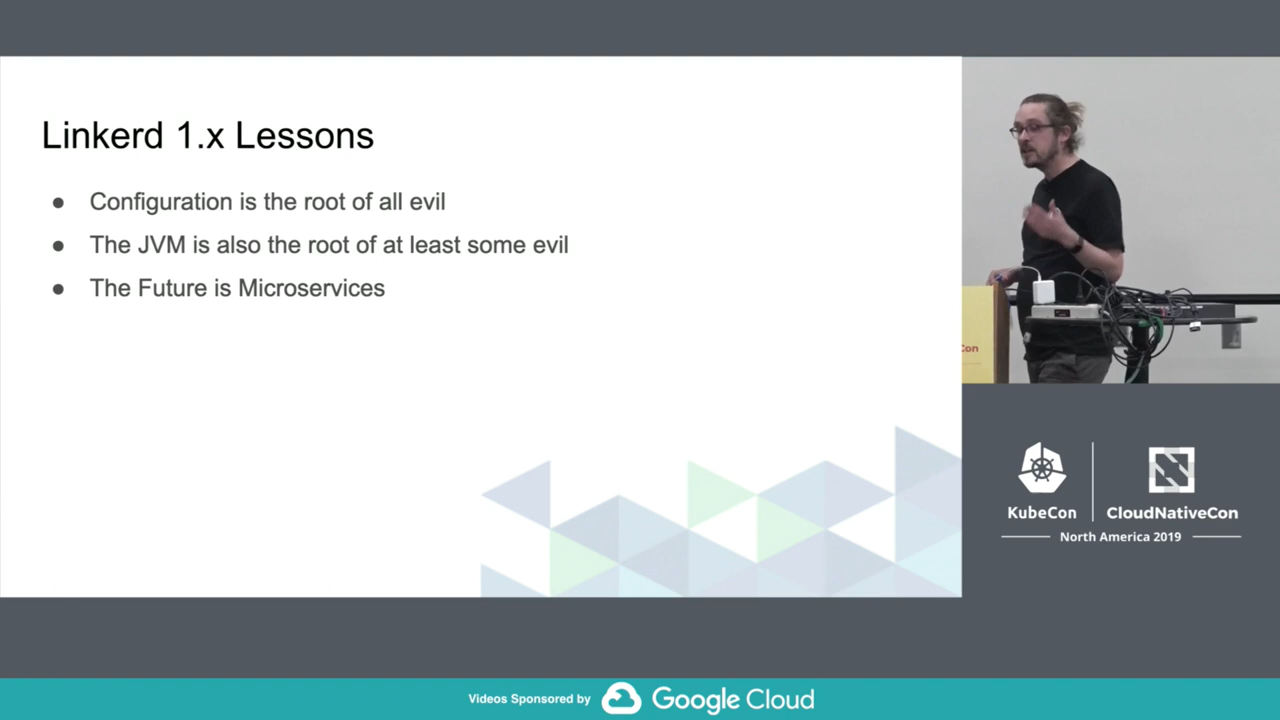 Linkerd 1.x Lessons
● Configuration is the root of all evil
● The JVM is also the root of at least some evil
● The Future is Microservices
Con
KubeCon
CloudNativeCon
North America 2019
Videos Sponsored by Google Cloud